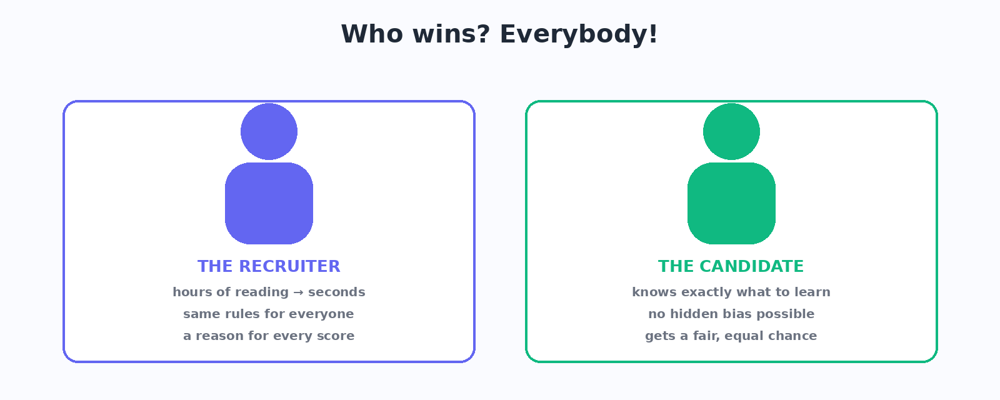 Who wins? Everybody!
THE RECRUITER
hours of reading → seconds
same rules for everyone
a reason for every score
THE CANDIDATE
knows exactly what to learn
no hidden bias possible
gets a fair, equal chance